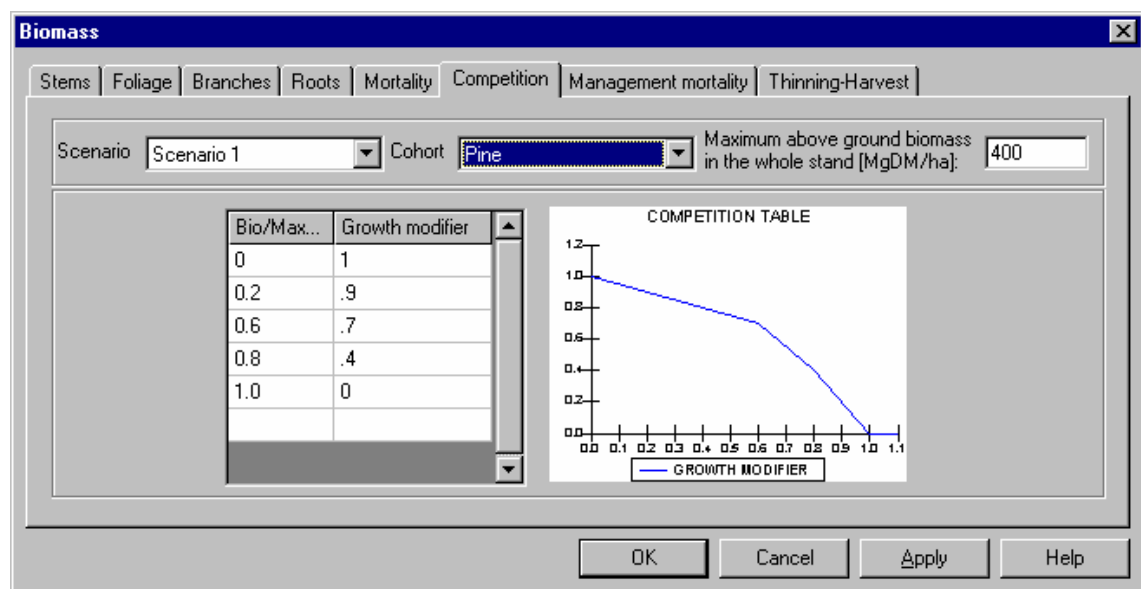 Biomass
Stems Foliage Branches Roots Mortality Competition Management mortality Thinning-Harvest
Scenario Scenario 1 Cohort Pine Maximum above ground biomass
in the whole stand [MgDM/ha]: 400
Bio/Max... Growth modifier
0 1
0.2 .9
0.6 .7
0.8 .4
1.0 0
COMPETITION TABLE
1.2
1.0
0.8
0.6
0.4
0.2
0.0
0.0 0.1 0.2 0.3 0.4 0.5 0.6 0.7 0.8 0.9 1.0 1.1
GROWTH MODIFIER
OK Cancel Apply Help